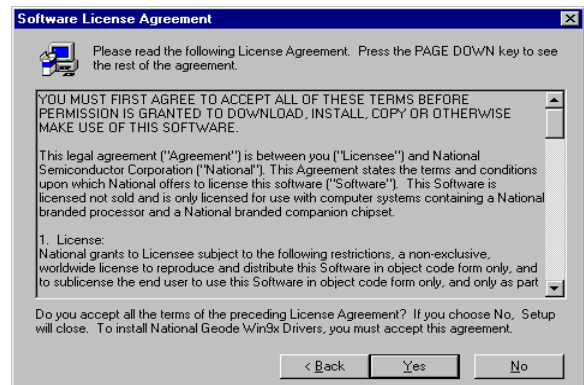 Software License Agreement
Please read the following License Agreement. Press the PAGE DOWN key to see
the rest of the agreement.
YOU MUST FIRST AGREE TO ACCEPT ALL OF THESE TERMS BEFORE
PERMISSION IS GRANTED TO DOWNLOAD, INSTALL, COPY OR OTHERWISE
MAKE USE OF THIS SOFTWARE.
This legal agreement ("Agreement") is between you ("Licensee") and National
Semiconductor Corporation ("National"). This Agreement states the terms and conditions
upon which National offers to license this software ("Software"). This Software is
licensed not sold and is only licensed for use with computer systems containing a National
branded processor and a National branded companion chipset.
1. License:
National grants to Licensee subject to the following restrictions, a non-exclusive,
worldwide license to reproduce and distribute this Software in object code form only, and
to sublicense the end user to use this Software in object code form only, and only as part
Do you accept all the terms of the preceding License Agreement? If you choose No, Setup
will close. To install National Geode Win9x Drivers, you must accept this agreement.
< Back
Yes
No